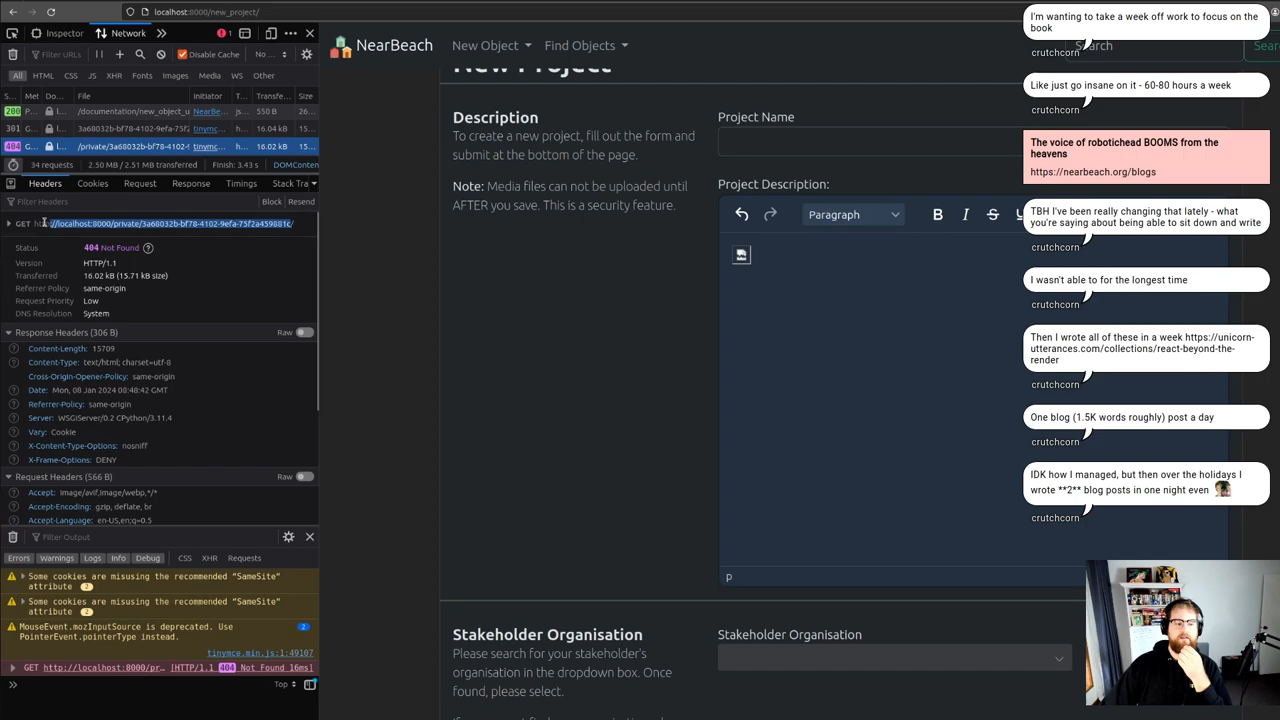 localhost:8000/new_project/
Inspector
Network
1
Filter URLs
Disable Cache
No ...
All HTML CSS JS XHR Fonts Images Media WS Other
S... Met Do... File Initiator T... Transfe... Size
200 P... l... /documentation/new_object_u NearBe... js... 550 B 26...
301 G... l... 3a68032b-bf78-4102-9efa-75f2 tinymc... h... 16.04 kB 15...
404 G... l... /private/3a68032b-bf78-4102-9 tinymc... h... 16.02 kB 15...
34 requests 2.50 MB / 2.51 MB transferred Finish: 3.43 s DOMConten
Headers Cookies Request Response Timings Stack Tra
Filter Headers
Block Resend
GET http://localhost:8000/private/3a68032b-bf78-4102-9efa-75f2a459881c/
Status 404 Not Found
Version HTTP/1.1
Transferred 16.02 kB (15.71 kB size)
Referrer Policy same-origin
Request Priority Low
DNS Resolution System
Response Headers (306 B)
Raw
Content-Length: 15709
Content-Type: text/html; charset=utf-8
Cross-Origin-Opener-Policy: same-origin
Date: Mon, 08 Jan 2024 08:48:42 GMT
Referrer-Policy: same-origin
Server: WSGIServer/0.2 CPython/3.11.4
Vary: Cookie
X-Content-Type-Options: nosniff
X-Frame-Options: DENY
Request Headers (566 B)
Raw
Accept: image/avif,image/webp,*/*
Accept-Encoding: gzip, deflate, br
Accept-Language: en-US,en;q=0.5
Filter Output
Errors Warnings Logs Info Debug CSS XHR Requests
Some cookies are misusing the recommended “SameSite”
attribute 2
Some cookies are misusing the recommended “SameSite”
attribute 2
MouseEvent.mozInputSource is deprecated. Use 2
PointerEvent.pointerType instead.
tinymce.min.js:1:49107
GET http://localhost:8000/pr... [HTTP/1.1 404 Not Found 16ms]
Top
NearBeach
New Object
Find Objects
Search
Sear
New Project
Description
To create a new project, fill out the form and
submit at the bottom of the page.
Note: Media files can not be uploaded until
AFTER you save. This is a security feature.
Project Name
Project Description:
Paragraph
B I S U
p
Stakeholder Organisation
Please search for your stakeholder's
organisation in the dropdown box. Once
found, please select.
Stakeholder Organisation
I'm wanting to take a week off work to focus on the
book
crutchcorn
Like just go insane on it - 60-80 hours a week
crutchcorn
The voice of robotichead BOOMS from the
heavens
https://nearbeach.org/blogs
TBH I've been really changing that lately - what
you're saying about being able to sit down and write
crutchcorn
I wasn't able to for the longest time
crutchcorn
Then I wrote all of these in a week https://unicorn-
utterances.com/collections/react-beyond-the-
render
crutchcorn
One blog (1.5K words roughly) post a day
crutchcorn
IDK how I managed, but then over the holidays I
wrote **2** blog posts in one night even
crutchcorn